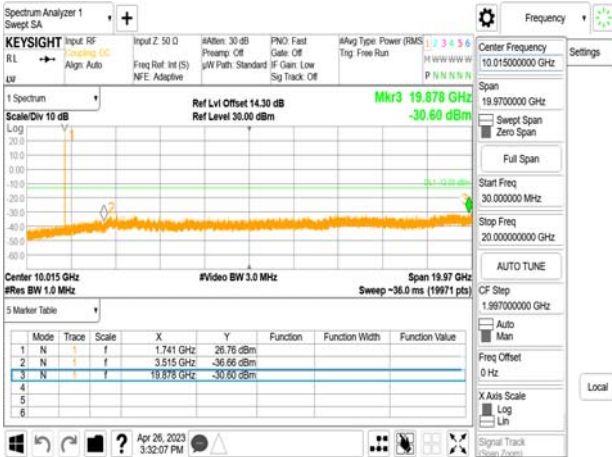 Spectrum Analyzer 1
Swept SA
+
Frequency
KEYSIGHT
Input: RF
Coupling: DC
Align: Auto
Input Z: 50 Ω
Freq Ref: Int (S)
NFE: Adaptive
#Atten: 30 dB
Preamp: Off
µW Path: Standard
PNO: Fast
Gate: Off
IF Gain: Low
Sig Track: Off
#Avg Type: Power (RMS
Trig: Free Run
1 2 3 4 5 6
M W W W W W
P N N N N N
RL
Center Frequency
10.015000000 GHz
Settings
Span
19.9700000 GHz
Swept Span
Zero Span
Full Span
Start Freq
30.000000 MHz
Stop Freq
20.000000000 GHz
AUTO TUNE
CF Step
1.997000000 GHz
Auto
Man
Freq Offset
0 Hz
X Axis Scale
Log
Lin
Signal Track
(Span Zoom)
Local
1 Spectrum
Scale/Div 10 dB
Ref Lvl Offset 14.30 dB
Ref Level 30.00 dBm
Mkr3 19.878 GHz
-30.60 dBm
Log
20.0
10.0
0.00
-10.0
-20.0
-30.0
-40.0
-50.0
-60.0
1
2
3
Center 10.015 GHz
#Video BW 3.0 MHz
Span 19.97 GHz
#Res BW 1.0 MHz
Sweep ~36.0 ms (19971 pts)
5 Marker Table
Mode Trace Scale X Y Function Function Width Function Value
1 N 1 f 1.741 GHz 26.76 dBm
2 N 1 f 3.515 GHz -36.66 dBm
3 N 1 f 19.878 GHz -30.60 dBm
4
5
6
?
Apr 26, 2023
3:32:07 PM